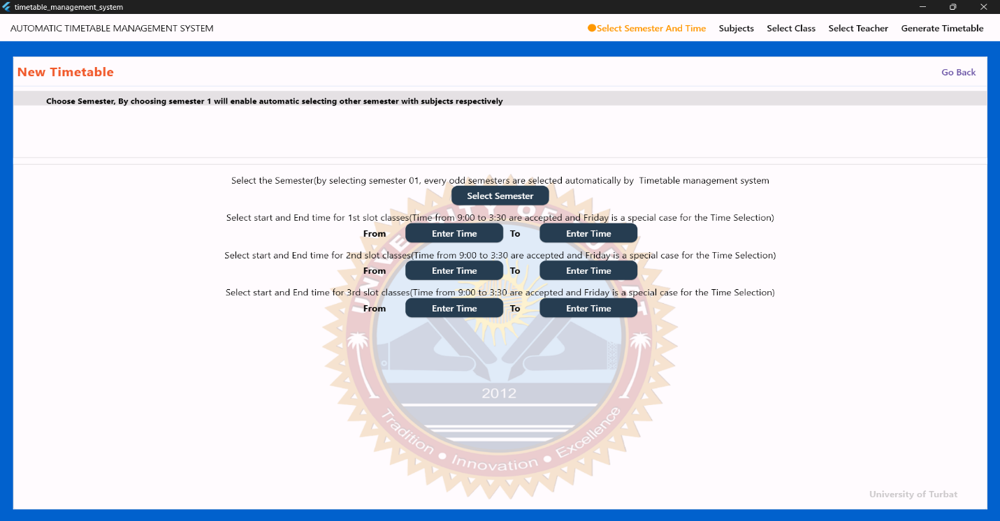 timetable_management_system
AUTOMATIC TIMETABLE MANAGEMENT SYSTEM
Select Semester And Time Subjects Select Class Select Teacher Generate Timetable
New Timetable
Go Back
Choose Semester, By choosing semester 1 will enable automatic selecting other semester with subjects respectively
Select the Semester(by selecting semester 01, every odd semesters are selected automatically by Timetable management system
Select Semester
Select start and End time for 1st slot classes(Time from 9:00 to 3:30 are accepted and Friday is a special case for the Time Selection)
From Enter Time To Enter Time
Select start and End time for 2nd slot classes(Time from 9:00 to 3:30 are accepted and Friday is a special case for the Time Selection)
From Enter Time To Enter Time
Select start and End time for 3rd slot classes(Time from 9:00 to 3:30 are accepted and Friday is a special case for the Time Selection)
From Enter Time To Enter Time
2012
Tradition • Innovation • Excellence
University of Turbat